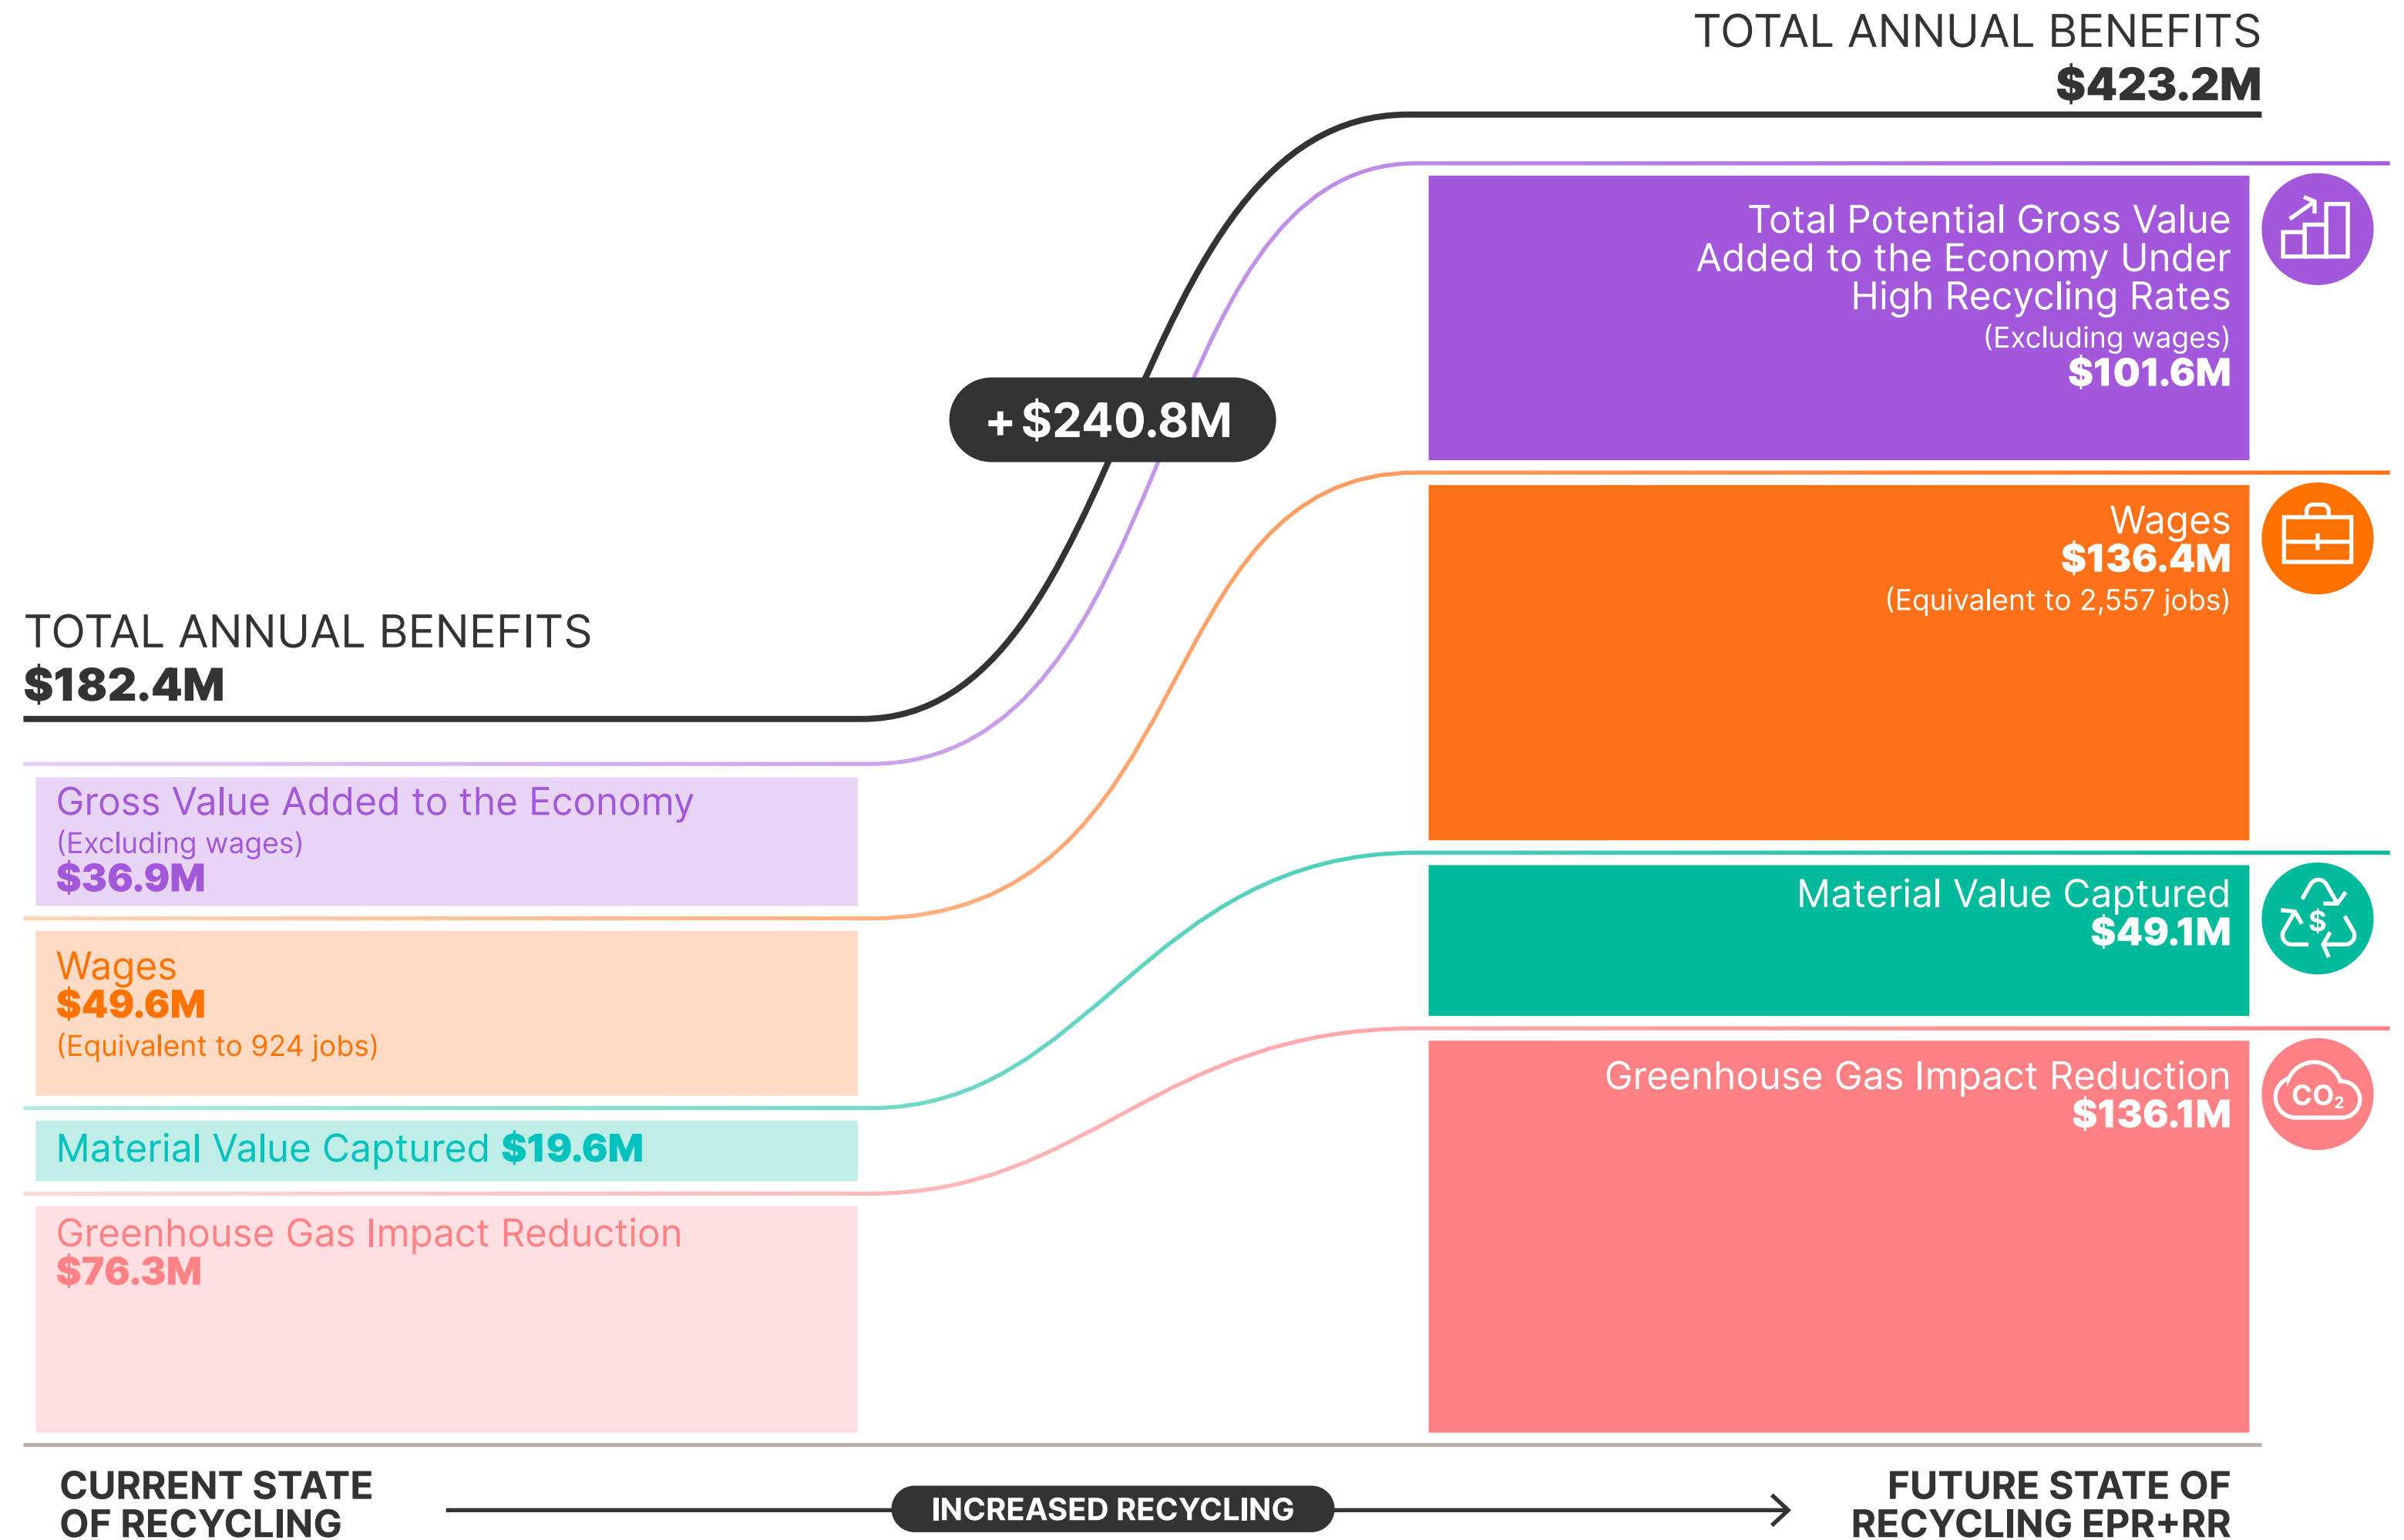 TOTAL ANNUAL BENEFITS
$423.2M
Total Potential Gross Value
Added to the Economy Under
High Recycling Rates
(Excluding wages)
$101.6M
+$240.8M
Wages
$136.4M
(Equivalent to 2,557 jobs)
TOTAL ANNUAL BENEFITS
$182.4M
Gross Value Added to the Economy
(Excluding wages)
$36.9M
Material Value Captured
$49.1M
$
Wages
$49.6M
(Equivalent to 924 jobs)
Greenhouse Gas Impact Reduction
$136.1M
CO₂
Material Value Captured $19.6M
Greenhouse Gas Impact Reduction
$76.3M
CURRENT STATE
OF RECYCLING
INCREASED RECYCLING
FUTURE STATE OF
RECYCLING EPR+RR